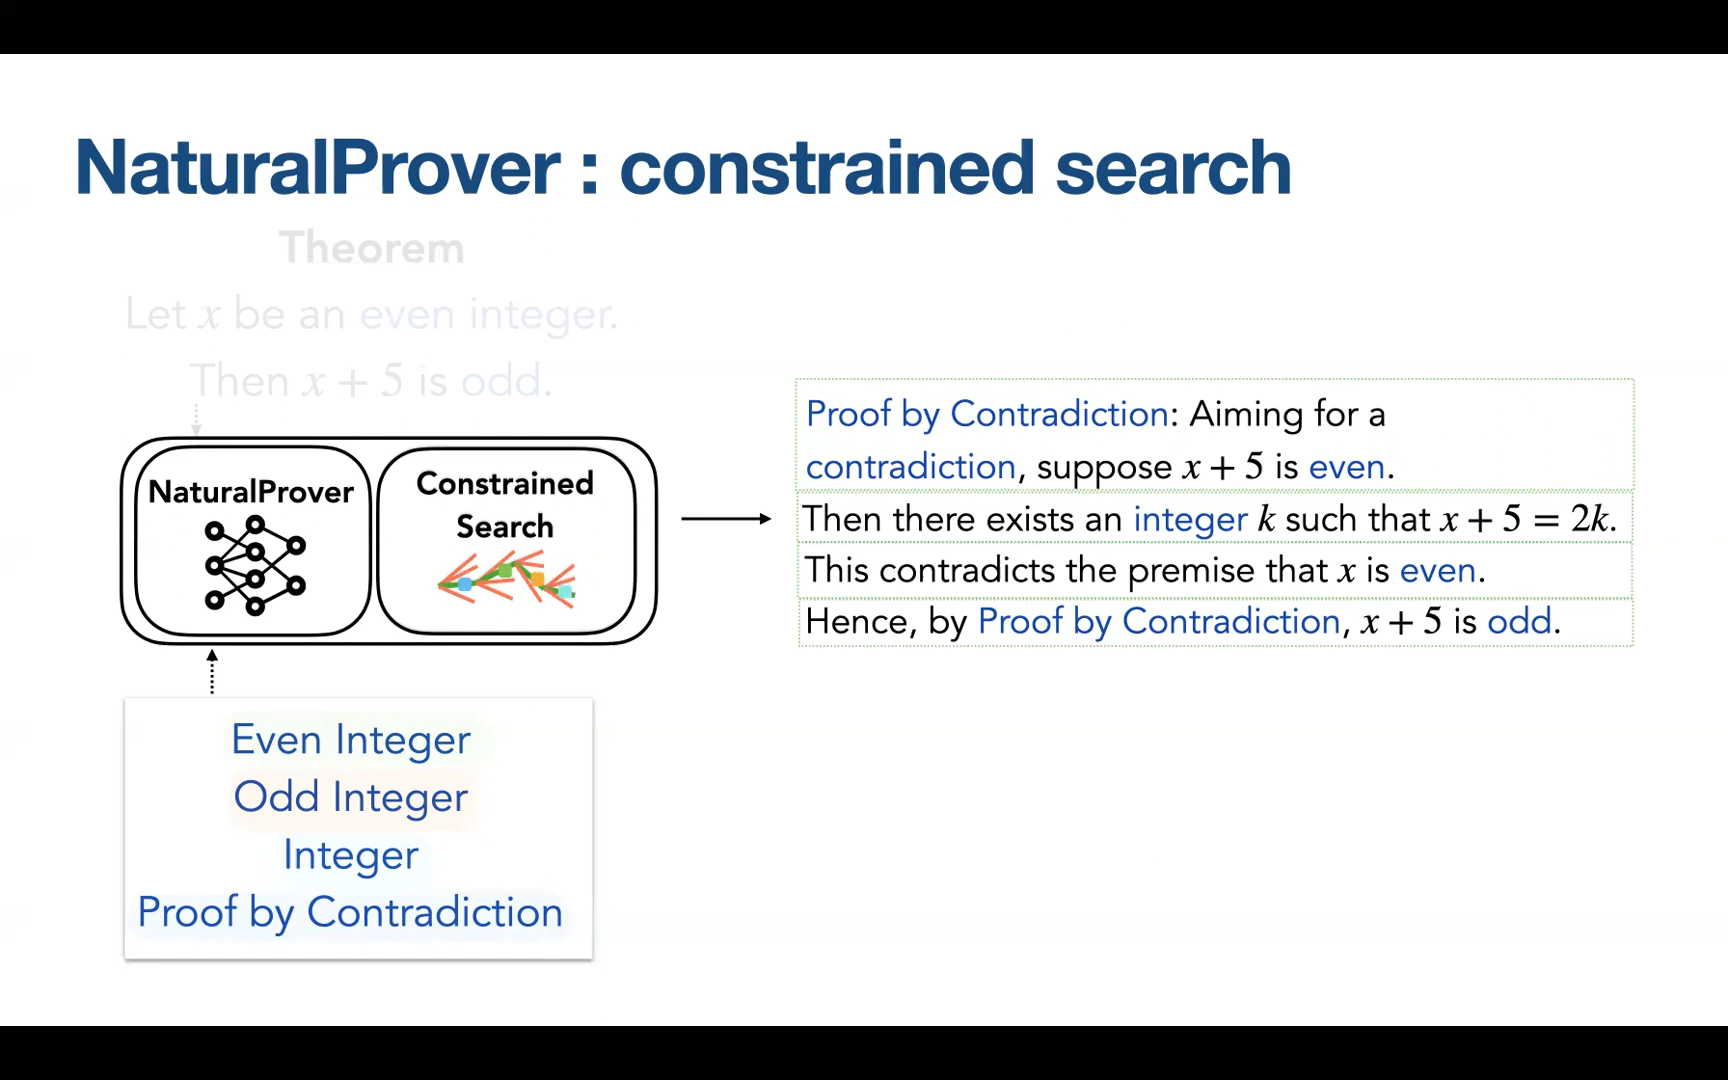 NaturalProver : constrained search
Theorem
Let x be an even integer.
Then x + 5 is odd.
NaturalProver
Constrained
Search
Proof by Contradiction: Aiming for a
contradiction, suppose x + 5 is even.
Then there exists an integer k such that x + 5 = 2k.
This contradicts the premise that x is even.
Hence, by Proof by Contradiction, x + 5 is odd.
Even Integer
Odd Integer
Integer
Proof by Contradiction